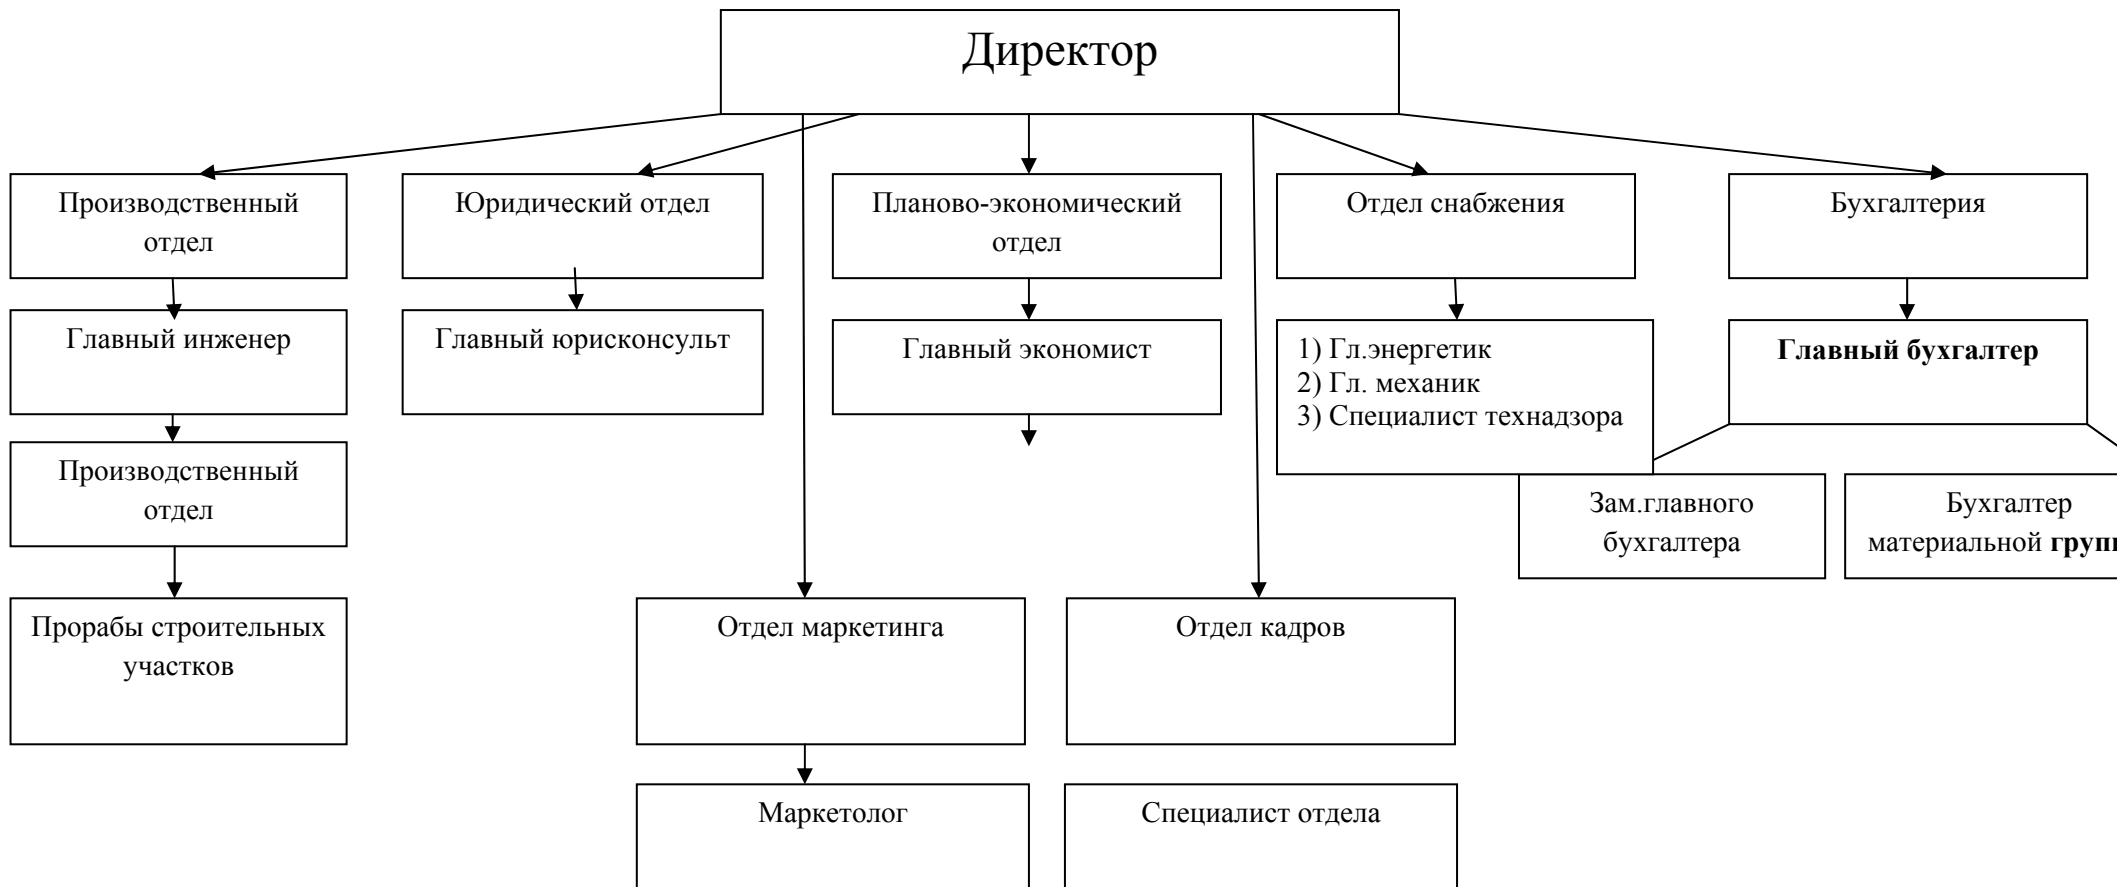 Директор
Производственный
отдел
Юридический отдел
Планово-экономический
отдел
Отдел снабжения
Бухгалтерия
Главный инженер
Главный юрисконсульт
Главный экономист
1) Гл.энергетик
2) Гл. механик
3) Специалист технадзора
Главный бухгалтер
Производственный
отдел
Зам.главного
бухгалтера
Бухгалтер
материальной
Прорабы строительных
участков
Отдел маркетинга
Отдел кадров
Маркетолог
Специалист отдела